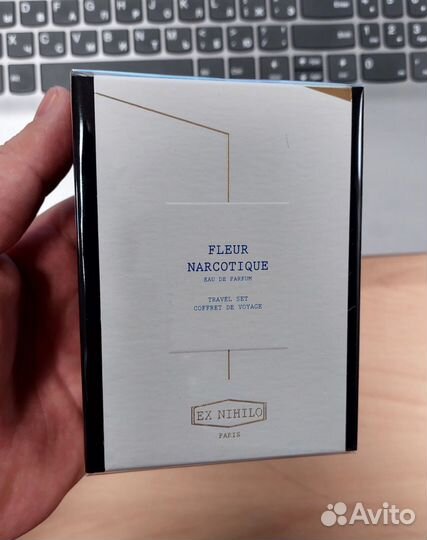 FLEUR
NARCOTIQUE
EAU DE PARFUM
TRAVEL SET
COFFRET DE VOYAGE
EX NIHILO
PARIS
Avito